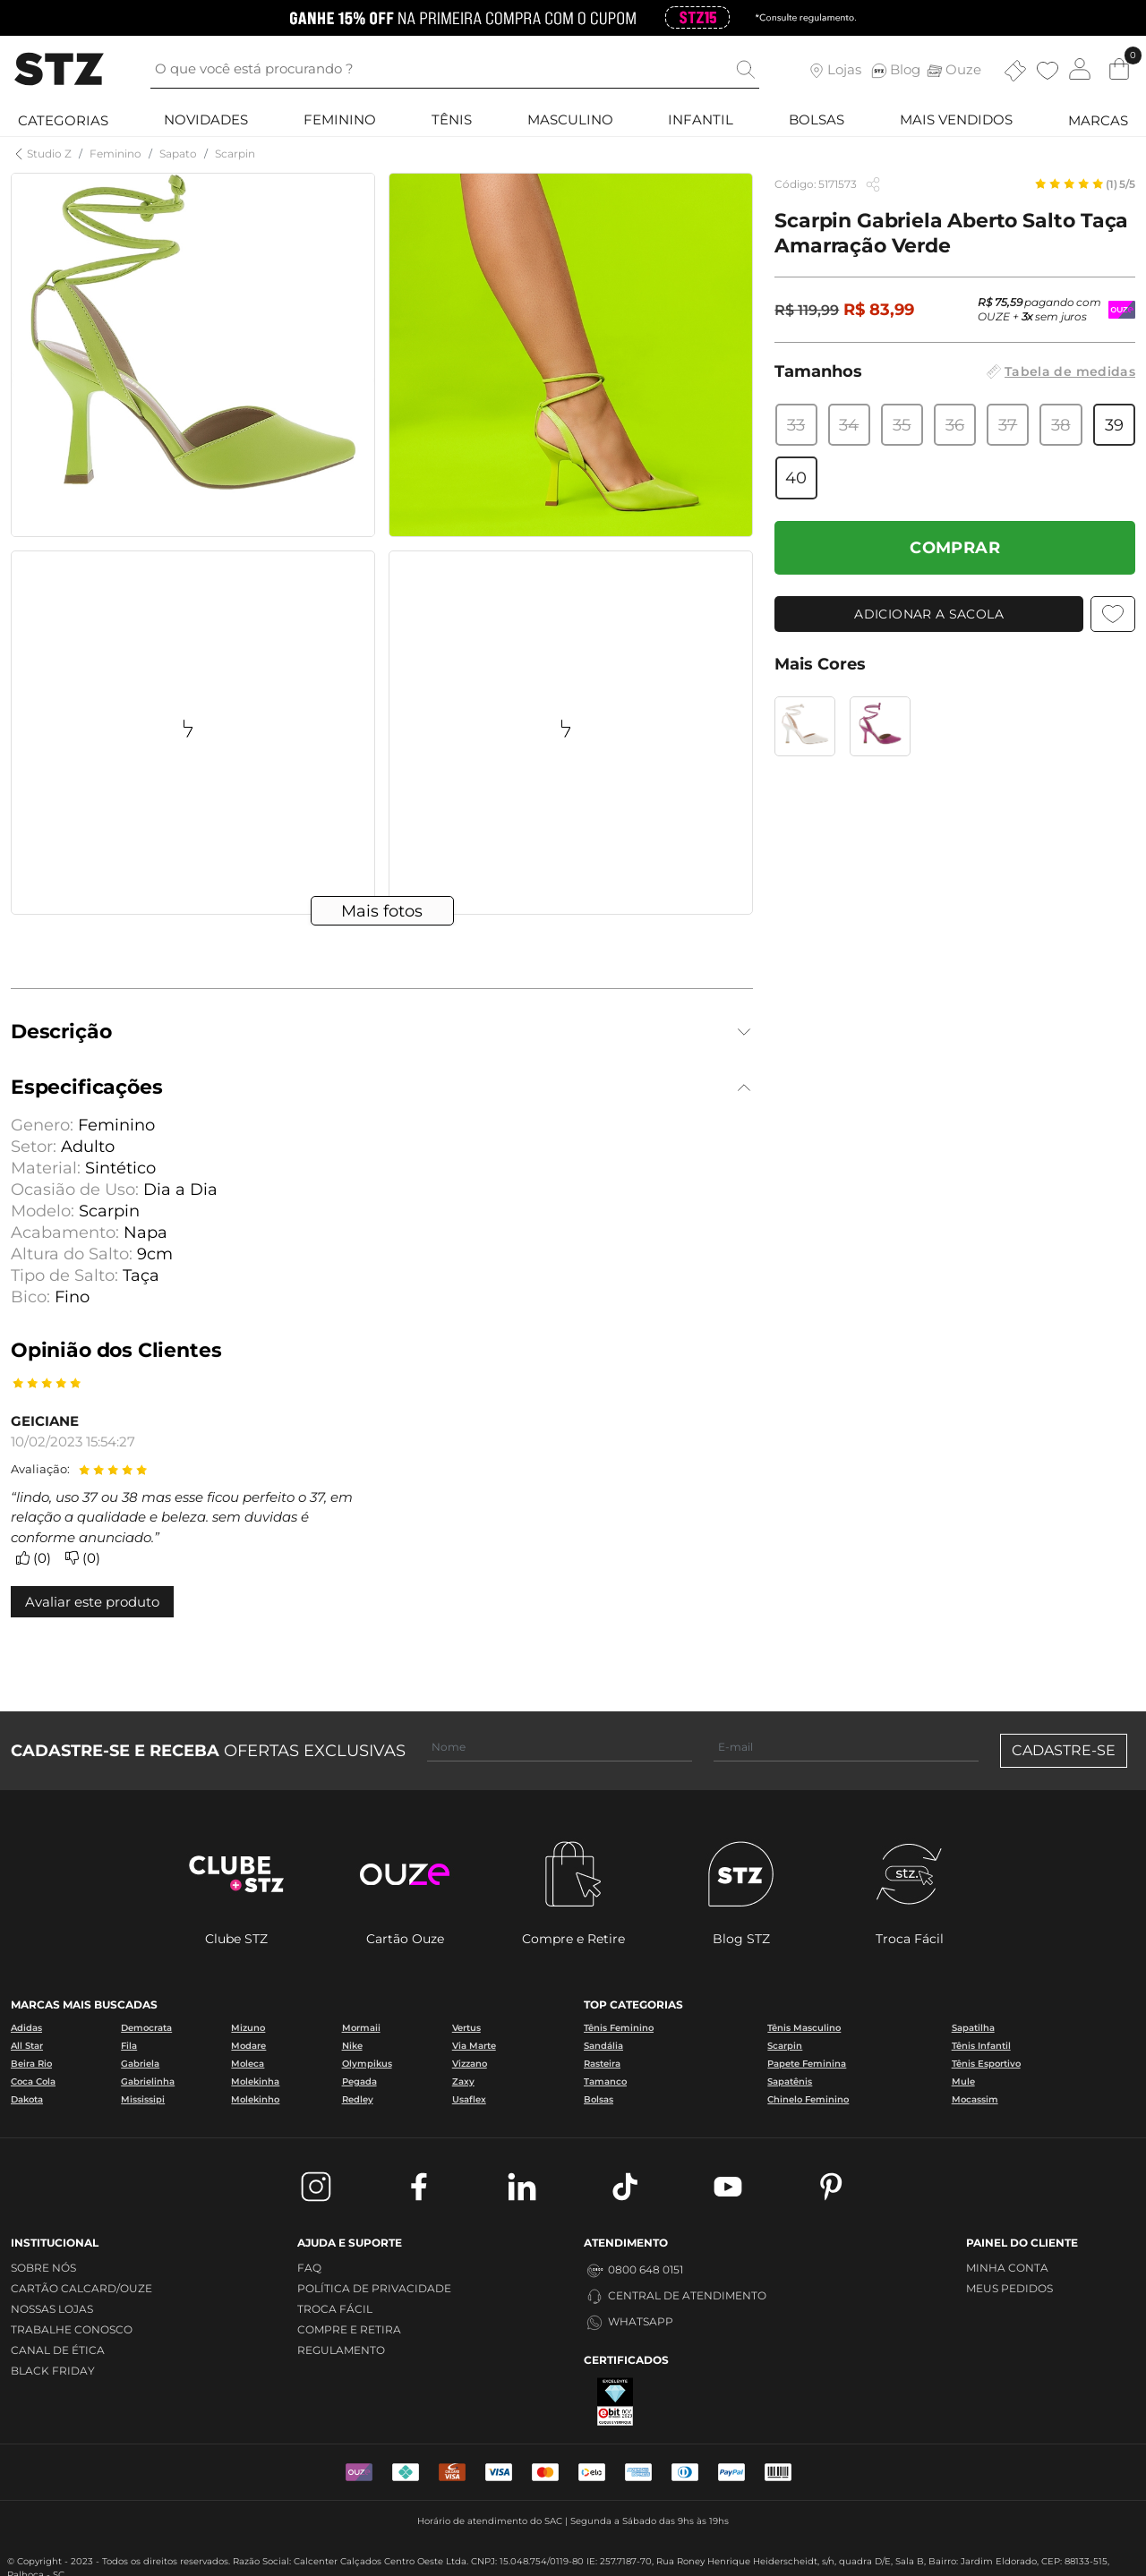 GANHE 15% OFF NA PRIMEIRA COMPRA COM O CUPOM STZ15 *Consulte regulamento.
STZ
O que você está procurando ?
Lojas Blog Ouze
0
CATEGORIAS NOVIDADES FEMININO TÊNIS MASCULINO INFANTIL BOLSAS MAIS VENDIDOS MARCAS
Studio Z / Feminino / Sapato / Scarpin
Código: 5171573
(1) 5/5
Scarpin Gabriela Aberto Salto Taça
Amarração Verde
R$ 119,99 R$ 83,99
R$ 75,59 pagando com
OUZE + 3x sem juros
Tamanhos
Tabela de medidas
33 34 35 36 37 38 39
40
COMPRAR
ADICIONAR A SACOLA
Mais Cores
Mais fotos
Descrição
Especificações
Genero: Feminino
Setor: Adulto
Material: Sintético
Ocasião de Uso: Dia a Dia
Modelo: Scarpin
Acabamento: Napa
Altura do Salto: 9cm
Tipo de Salto: Taça
Bico: Fino
Opinião dos Clientes
GEICIANE
10/02/2023 15:54:27
Avaliação:
“lindo, uso 37 ou 38 mas esse ficou perfeito o 37, em
relação a qualidade e beleza. sem duvidas é
conforme anunciado.”
(0) (0)
Avaliar este produto
CADASTRE-SE E RECEBA OFERTAS EXCLUSIVAS Nome E-mail CADASTRE-SE
CLUBE
+STZ
ouze
STZ
stz.
Clube STZ Cartão Ouze Compre e Retire Blog STZ Troca Fácil
MARCAS MAIS BUSCADAS TOP CATEGORIAS
Adidas Democrata Mizuno Mormaii Vertus Tênis Feminino Tênis Masculino Sapatilha
All Star Fila Modare Nike Via Marte Sandália Scarpin Tênis Infantil
Beira Rio Gabriela Moleca Olympikus Vizzano Rasteira Papete Feminina Tênis Esportivo
Coca Cola Gabrielinha Molekinha Pegada Zaxy Tamanco Sapatênis Mule
Dakota Mississipi Molekinho Redley Usaflex Bolsas Chinelo Feminino Mocassim
INSTITUCIONAL
SOBRE NÓS
CARTÃO CALCARD/OUZE
NOSSAS LOJAS
TRABALHE CONOSCO
CANAL DE ÉTICA
BLACK FRIDAY
AJUDA E SUPORTE
FAQ
POLÍTICA DE PRIVACIDADE
TROCA FÁCIL
COMPRE E RETIRA
REGULAMENTO
ATENDIMENTO
0800 648 0151
CENTRAL DE ATENDIMENTO
WHATSAPP
CERTIFICADOS
EXCELENTE
ebit
PAINEL DO CLIENTE
MINHA CONTA
MEUS PEDIDOS
VISA VISA elo PayPal
Horário de atendimento do SAC | Segunda a Sábado das 9hs às 19hs
© Copyright - 2023 - Todos os direitos reservados. Razão Social: Calcenter Calçados Centro Oeste Ltda. CNPJ: 15.048.754/0119-80 IE: 257.7187-70, Rua Roney Henrique Heiderscheidt, s/n, quadra D/E, Sala B, Bairro: Jardim Eldorado, CEP: 88133-515,
Palhoça - SC